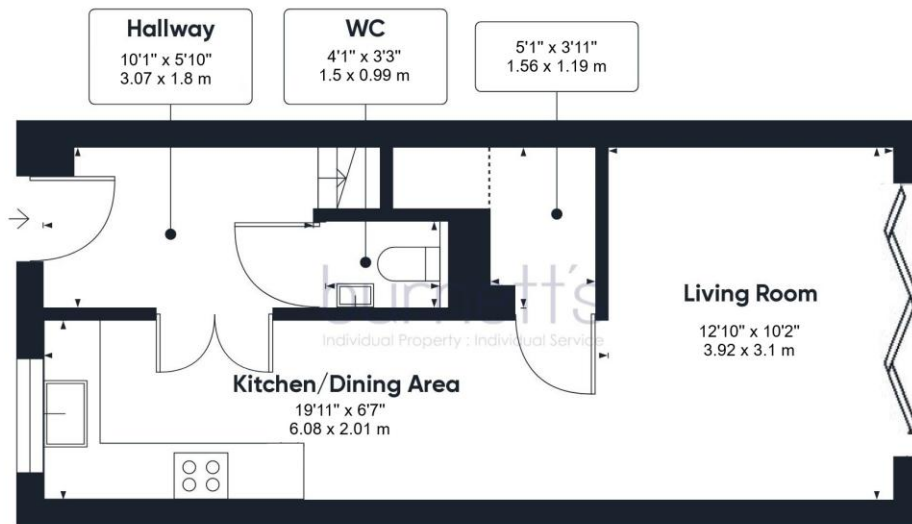 Hallway
10'1" x 5'10"
3.07 x 1.8 m
WC
4'1" x 3'3"
1.5 x 0.99 m
5'1" x 3'11"
1.56 x 1.19 m
burnett's
Individual Property : Individual Service
Living Room
12'10" x 10'2"
3.92 x 3.1 m
Kitchen/Dining Area
19'11" x 6'7"
6.08 x 2.01 m